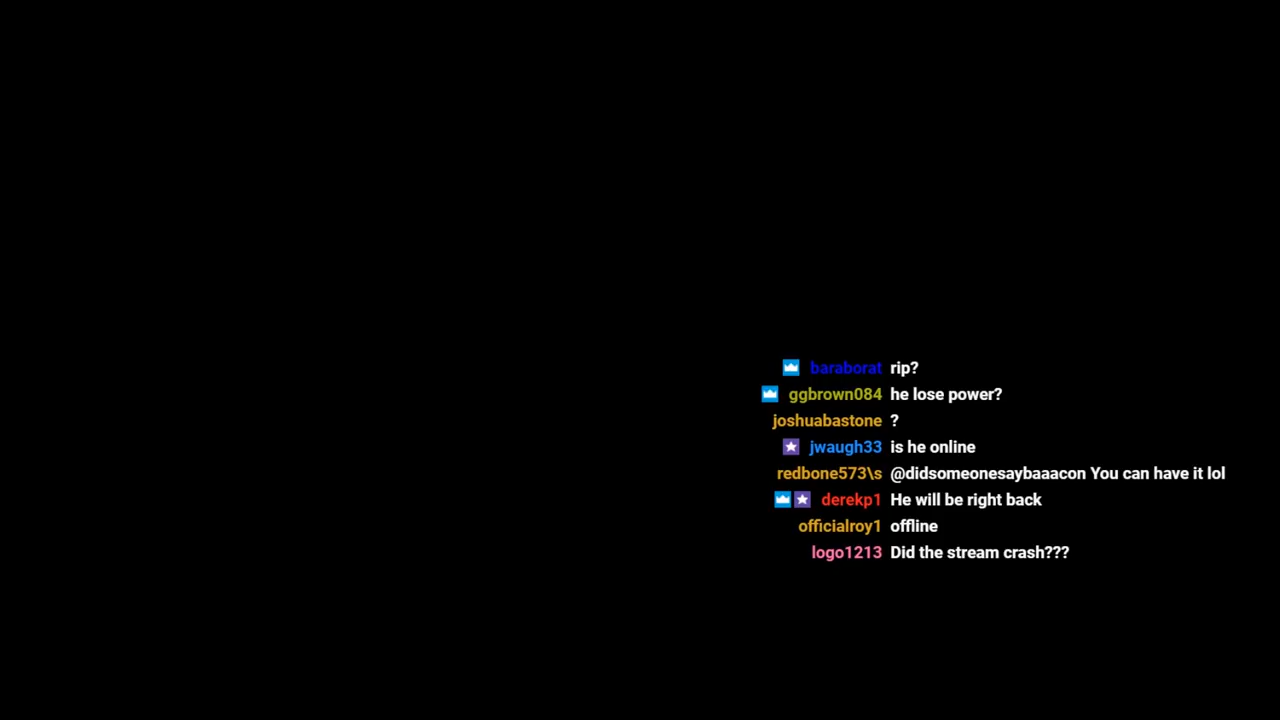 baraborat rip?
ggbrown084 he lose power?
joshuabastone ?
jwaugh33 is he online
redbone573\s @didsomeonesaybaaacon You can have it lol
derekp1 He will be right back
officialroy1 offline
logo1213 Did the stream crash???